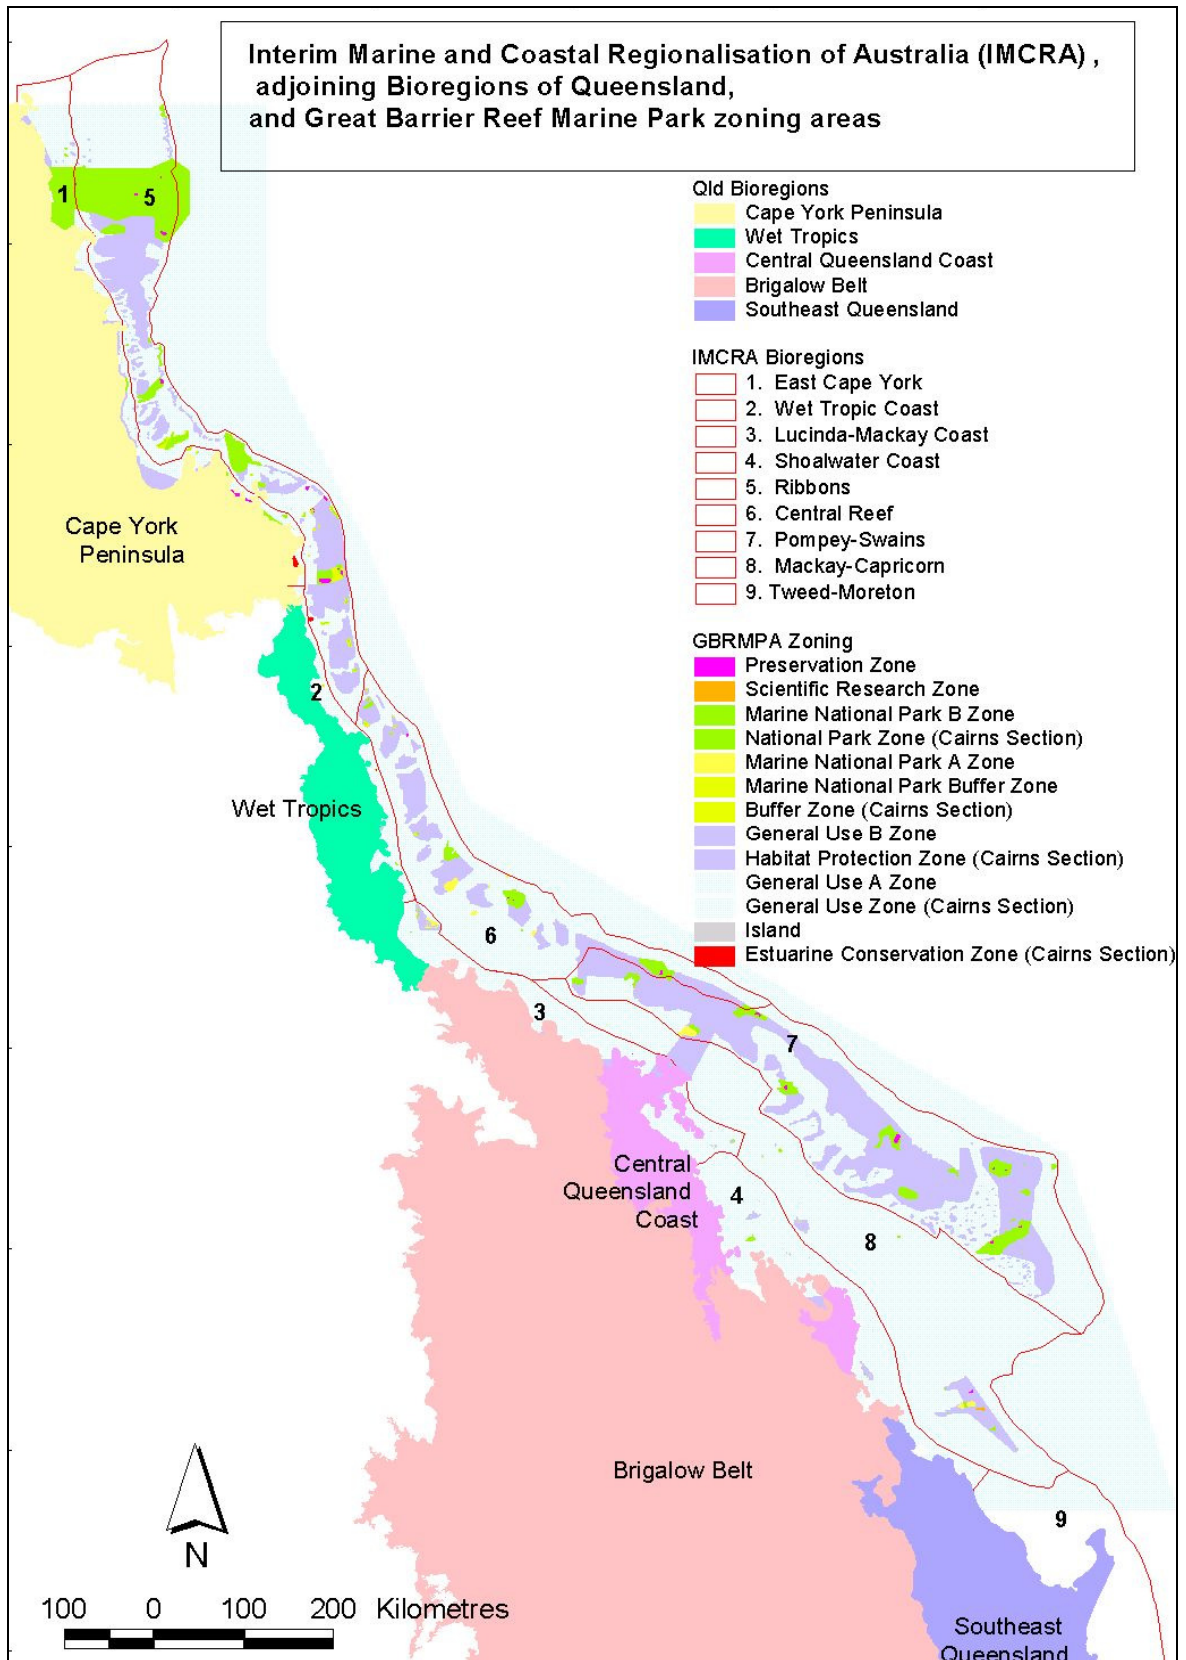 Interim Marine and Coastal Regionalisation of Australia (IMCRA) ,
adjoining Bioregions of Queensland,
and Great Barrier Reef Marine Park zoning areas
Qld Bioregions
Cape York Peninsula
Wet Tropics
Central Queensland Coast
Brigalow Belt
Southeast Queensland
IMCRA Bioregions
1. East Cape York
2. Wet Tropic Coast
3. Lucinda-Mackay Coast
4. Shoalwater Coast
5. Ribbons
6. Central Reef
7. Pompey-Swains
8. Mackay-Capricorn
9. Tweed-Moreton
GBRMPA Zoning
Preservation Zone
Scientific Research Zone
Marine National Park B Zone
National Park Zone (Cairns Section)
Marine National Park A Zone
Marine National Park Buffer Zone
Buffer Zone (Cairns Section)
General Use B Zone
Habitat Protection Zone (Cairns Section)
General Use A Zone
General Use Zone (Cairns Section)
Island
Estuarine Conservation Zone (Cairns Section)
1
5
Cape York
Peninsula
2
Wet Tropics
6
3
7
Central
Queensland
Coast
4
8
Brigalow Belt
9
N
100 0 100 200 Kilometres
Southeast
Queensland